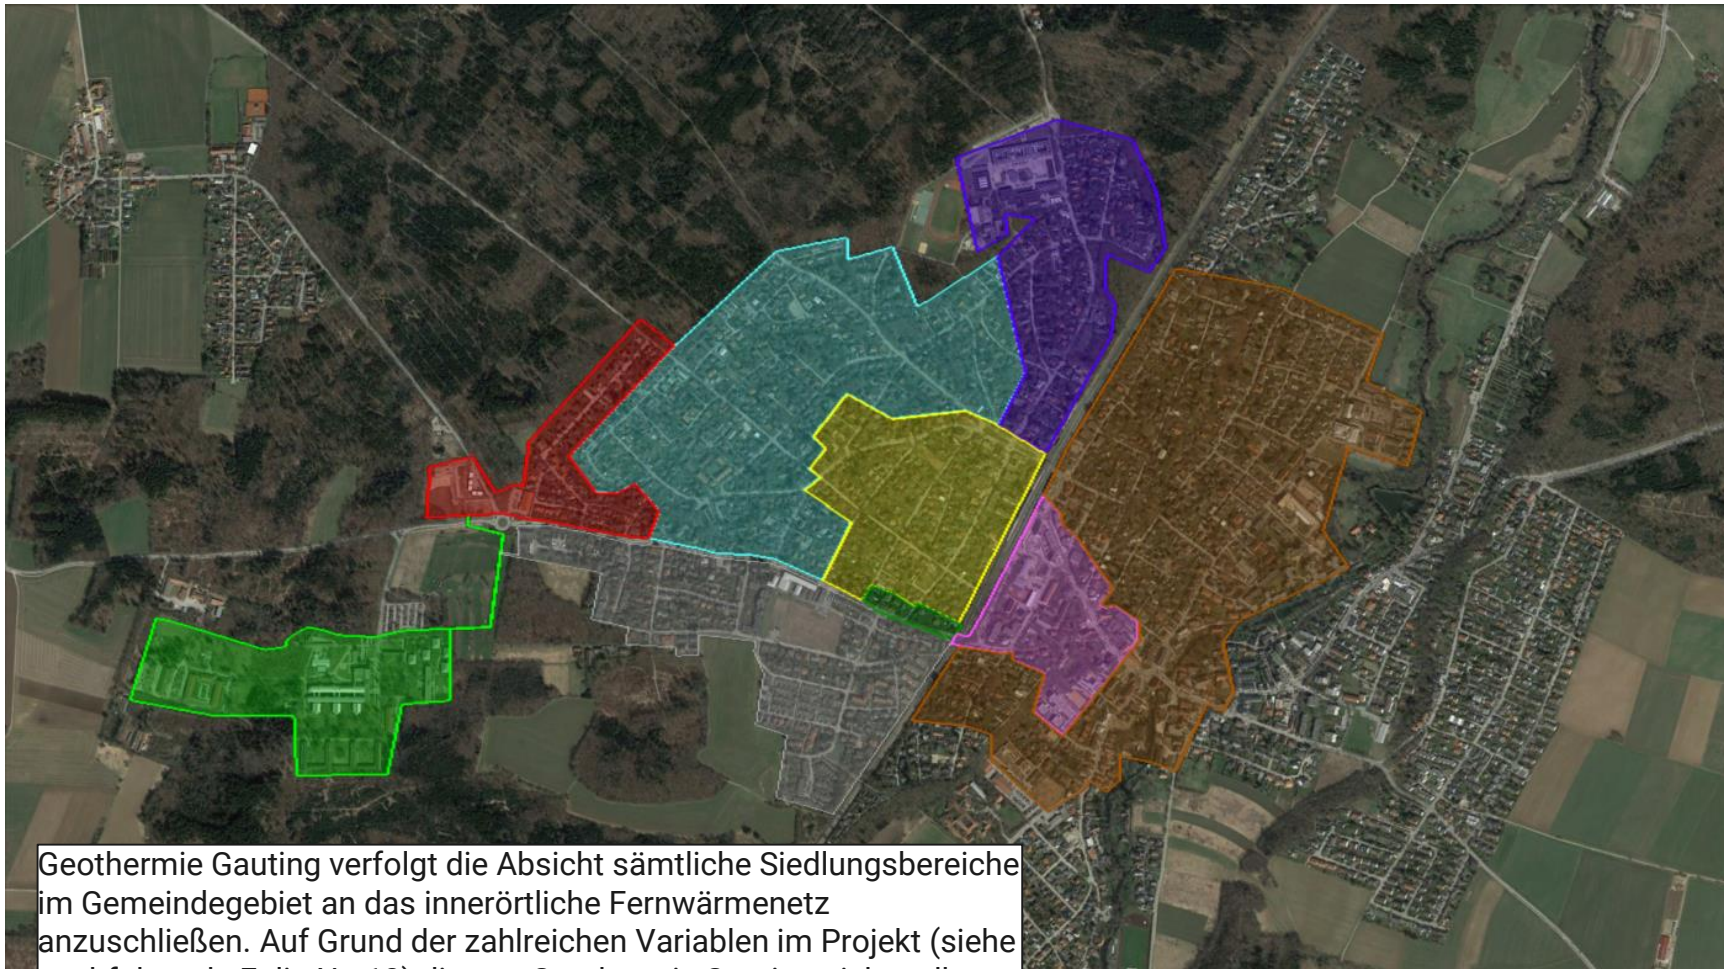 Geothermie Gauting verfolgt die Absicht sämtliche Siedlungsbereiche
im Gemeindegebiet an das innerörtliche Fernwärmenetz
anzuschließen. Auf Grund der zahlreichen Variablen im Projekt (siehe